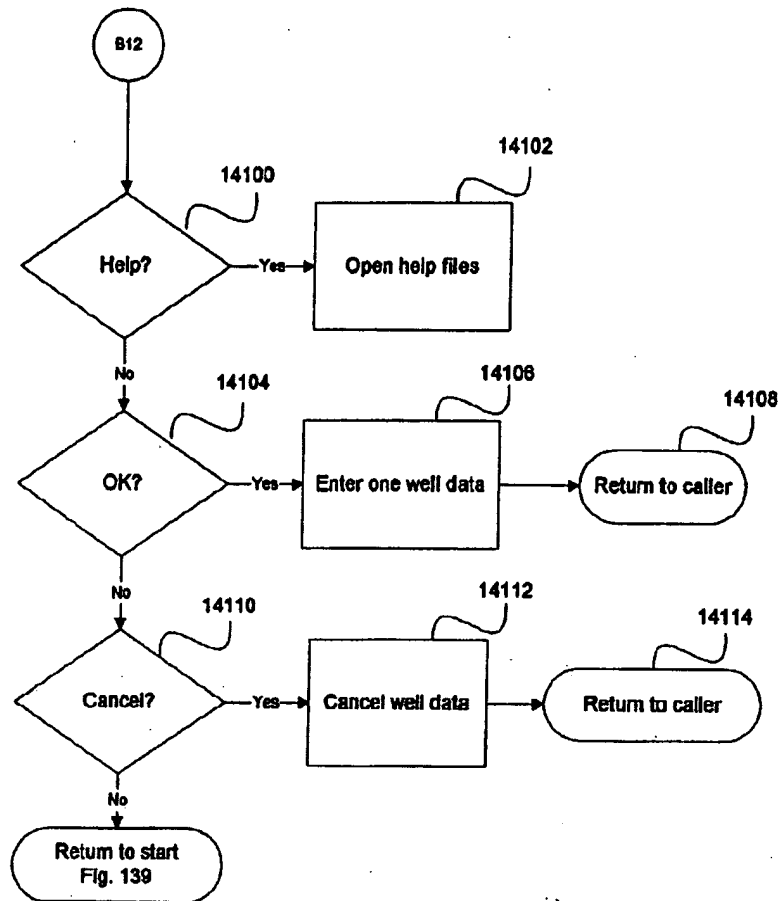 B12
14100
14102
Help?
Yes
Open help files
No
14104
14106
14108
OK?
Yes
Enter one well data
Return to caller
No
14110
14112
14114
Cancel?
Yes
Cancel well data
Return to caller
No
Return to start
Fig. 139